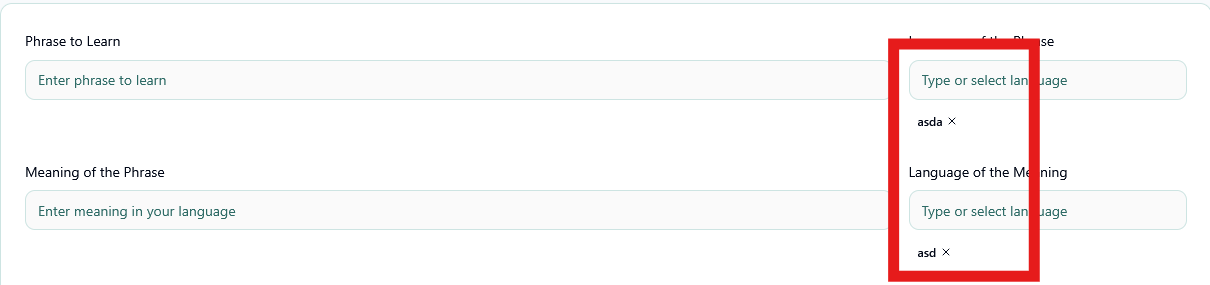 Phrase to Learn
of the Phrase
Enter phrase to learn
Type or select language
asda ×
Meaning of the Phrase
Language of the Meaning
Enter meaning in your language
Type or select language
asd ×